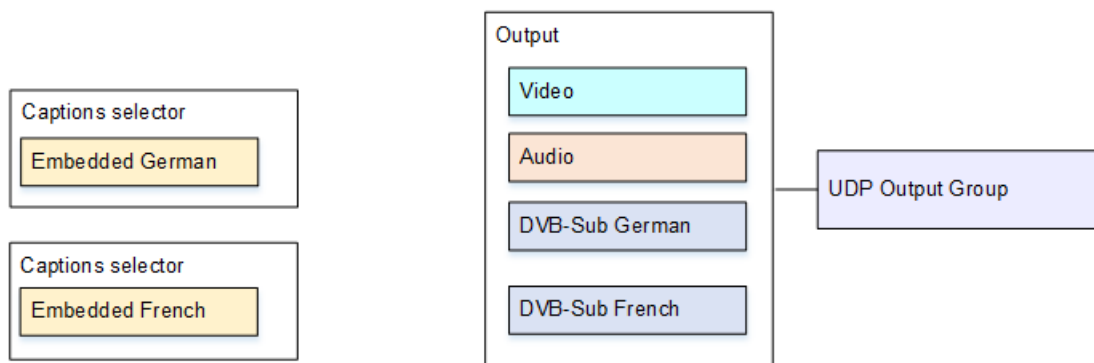 Captions selector
Embedded German
Captions selector
Embedded French
Output
Video
Audio
DVB-Sub German
DVB-Sub French
UDP Output Group